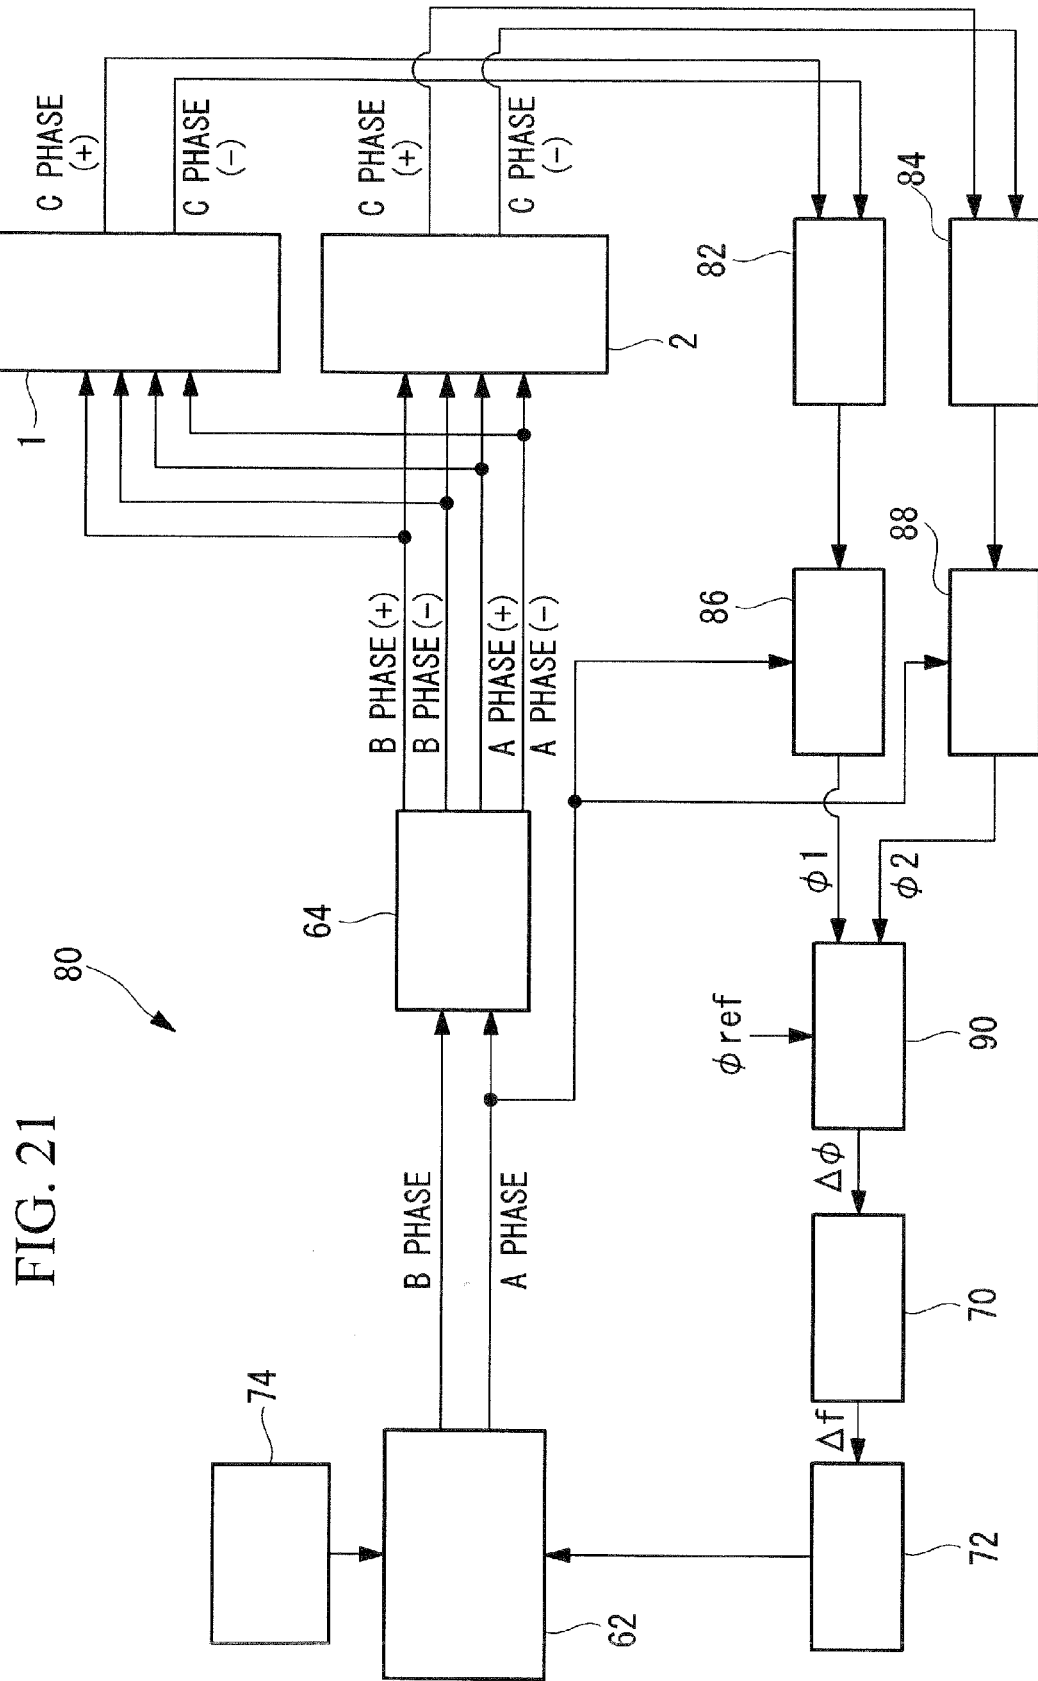 FIG. 21
80
74
62
B PHASE
A PHASE
64
B PHASE(+)
B PHASE(-)
A PHASE(+)
A PHASE(-)
1
2
C PHASE
(+)
C PHASE
(-)
C PHASE
(+)
C PHASE
(-)
82
84
86
88
φ1
φ2
φref
90
Δφ
70
Δf
72